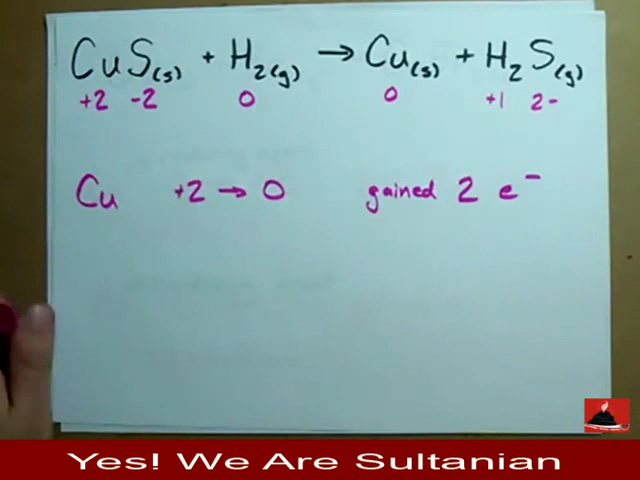 CuS(s) + H2(g) → Cu(s) + H2S(g)
+2 -2 0 0 +1 2-
Cu +2 → 0 gained 2 e⁻
Yes! We Are Sultanian